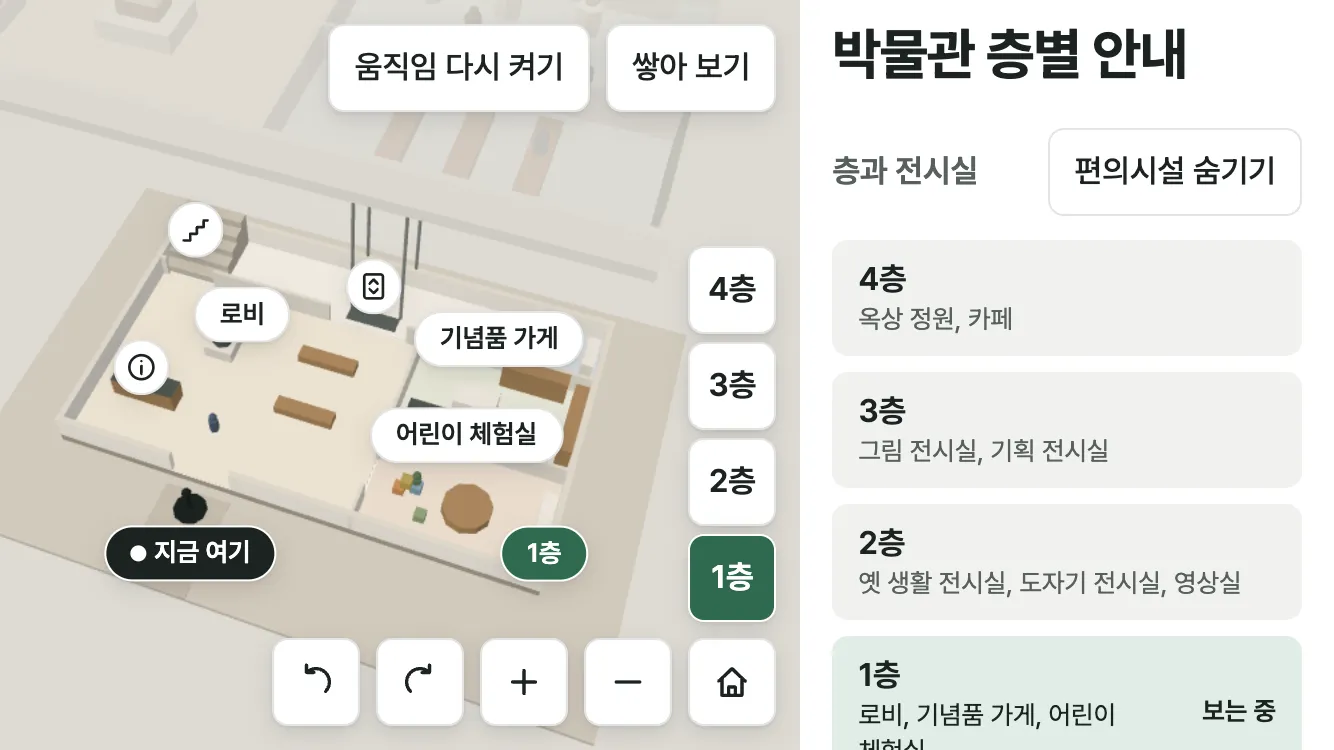 움직임 다시 켜기
쌓아 보기
로비
기념품 가게
어린이 체험실
지금 여기
1층
4층
3층
2층
1층
박물관 층별 안내
층과 전시실
편의시설 숨기기
4층
옥상 정원, 카페
3층
그림 전시실, 기획 전시실
2층
옛 생활 전시실, 도자기 전시실, 영상실
1층
로비, 기념품 가게, 어린이
체험실
보는 중